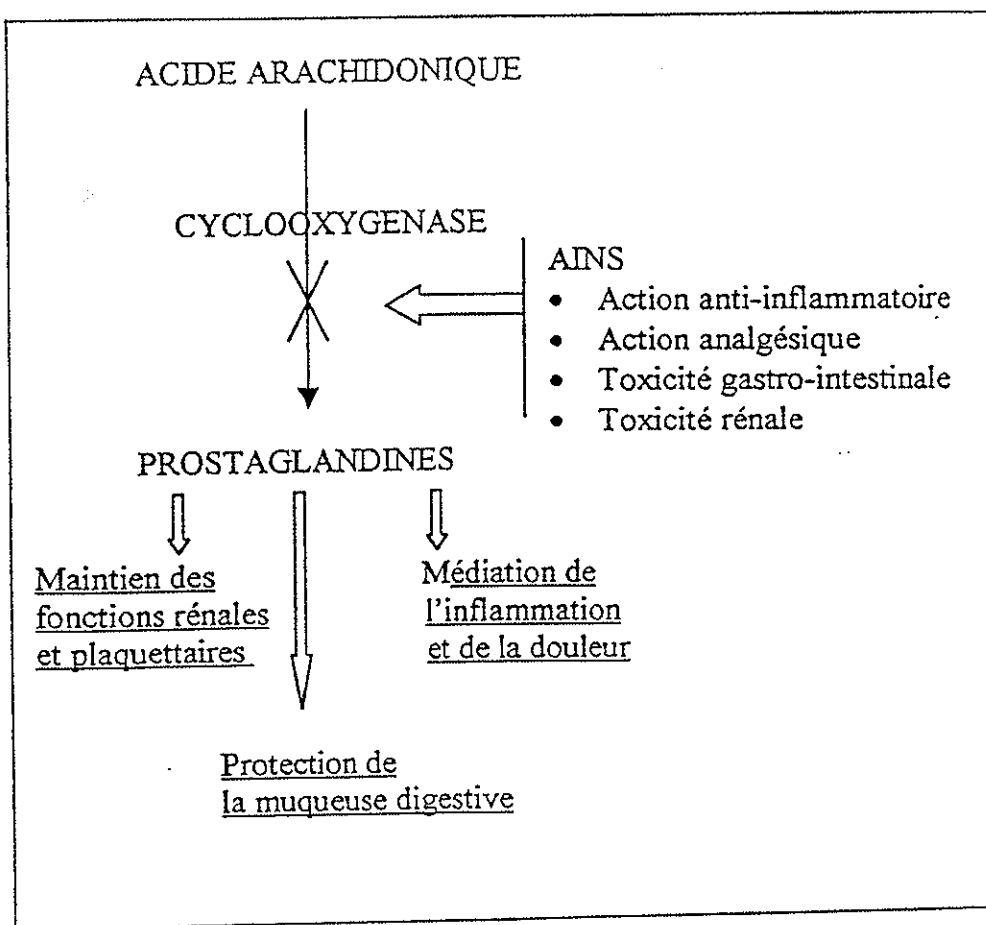 ACIDE ARACHIDONIQUE
CYCLOOXYGENASE
AINS
• Action anti-inflammatoire
• Action analgésique
• Toxicité gastro-intestinale
• Toxicité rénale
PROSTAGLANDINES
Maintien des
fonctions rénales
et plaquettaires
Médiation de
l'inflammation
et de la douleur
Protection de
la muqueuse digestive